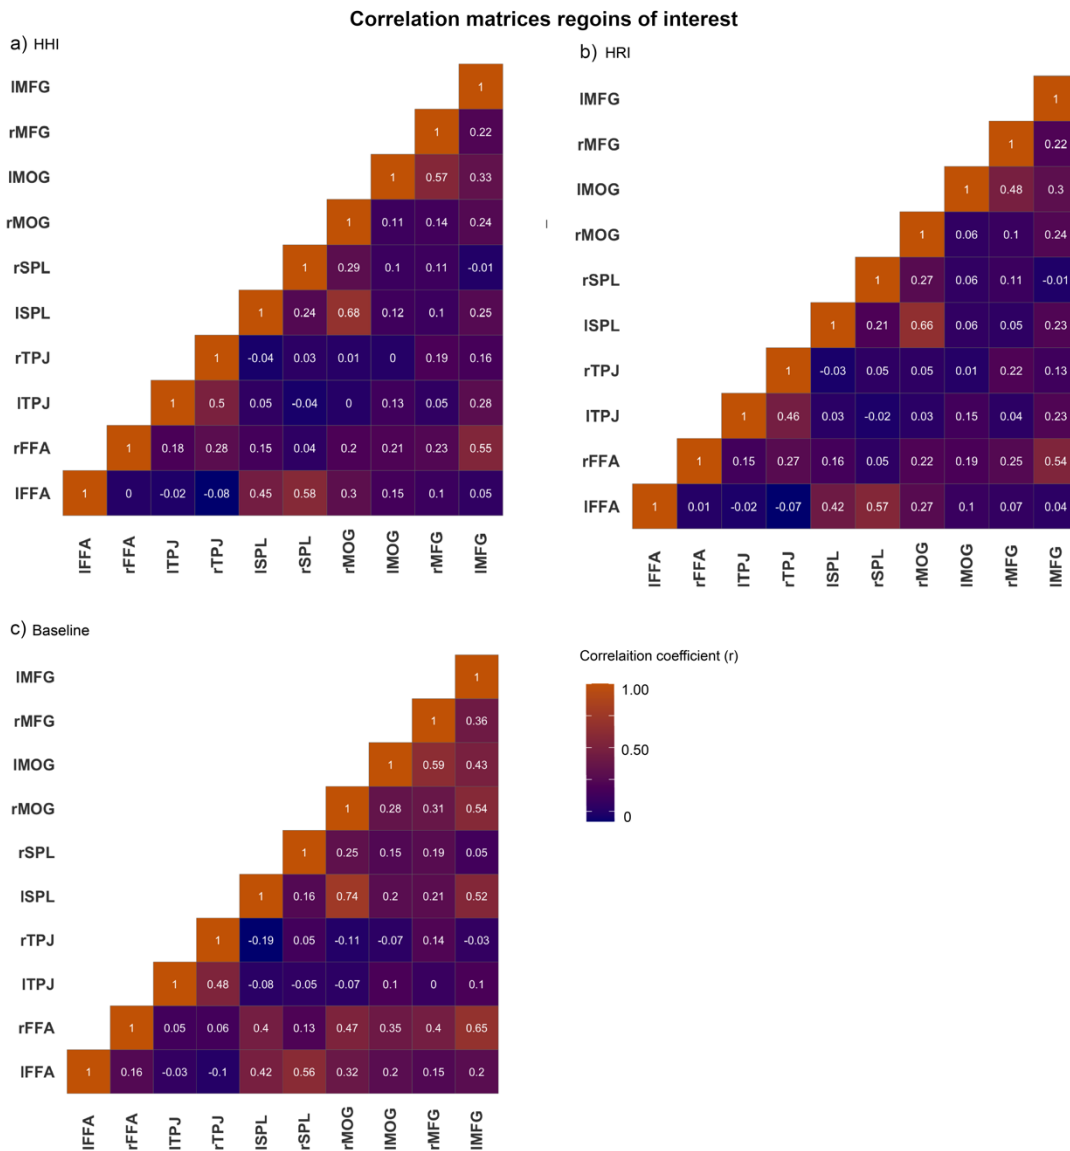 Correlation matrices regoins of interest
a) HHI
lMFG 1
rMFG 1 0.22
lMOG 1 0.57 0.33
rMOG 1 0.11 0.14 0.24
rSPL 1 0.29 0.1 0.11 -0.01
lSPL 1 0.24 0.68 0.12 0.1 0.25
rTPJ 1 -0.04 0.03 0.01 0 0.19 0.16
lTPJ 1 0.5 0.05 -0.04 0 0.13 0.05 0.28
rFFA 1 0.18 0.28 0.15 0.04 0.2 0.21 0.23 0.55
lFFA 1 0 -0.02 -0.08 0.45 0.58 0.3 0.15 0.1 0.05
lFFA rFFA lTPJ rTPJ lSPL rSPL rMOG lMOG rMFG lMFG
b) HRI
lMFG 1
rMFG 1 0.22
lMOG 1 0.48 0.3
rMOG 1 0.06 0.1 0.24
rSPL 1 0.27 0.06 0.11 -0.01
lSPL 1 0.21 0.66 0.06 0.05 0.23
rTPJ 1 -0.03 0.05 0.05 0.01 0.22 0.13
lTPJ 1 0.46 0.03 -0.02 0.03 0.15 0.04 0.23
rFFA 1 0.15 0.27 0.16 0.05 0.22 0.19 0.25 0.54
lFFA 1 0.01 -0.02 -0.07 0.42 0.57 0.27 0.1 0.07 0.04
lFFA rFFA lTPJ rTPJ lSPL rSPL rMOG lMOG rMFG lMFG
c) Baseline
lMFG 1
rMFG 1 0.36
lMOG 1 0.59 0.43
rMOG 1 0.28 0.31 0.54
rSPL 1 0.25 0.15 0.19 0.05
lSPL 1 0.16 0.74 0.2 0.21 0.52
rTPJ 1 -0.19 0.05 -0.11 -0.07 0.14 -0.03
lTPJ 1 0.48 -0.08 -0.05 -0.07 0.1 0 0.1
rFFA 1 0.05 0.06 0.4 0.13 0.47 0.35 0.4 0.65
lFFA 1 0.16 -0.03 -0.1 0.42 0.56 0.32 0.2 0.15 0.2
lFFA rFFA lTPJ rTPJ lSPL rSPL rMOG lMOG rMFG lMFG
Correlaition coefficient (r)
1.00
0.50
0